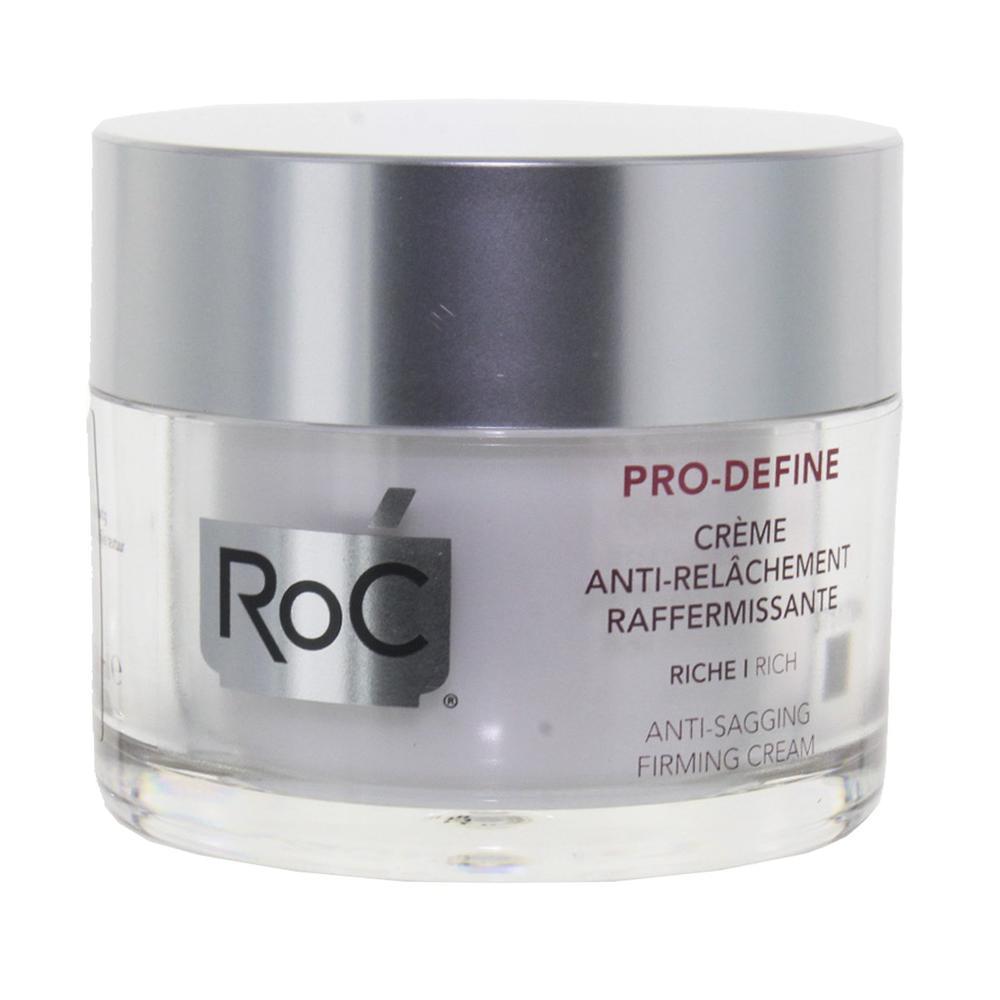 RoC
®
PRO-DEFINE
CRÈME
ANTI-RELÂCHEMENT
RAFFERMISSANTE
RICHE I RICH
ANTI-SAGGING
FIRMING CREAM